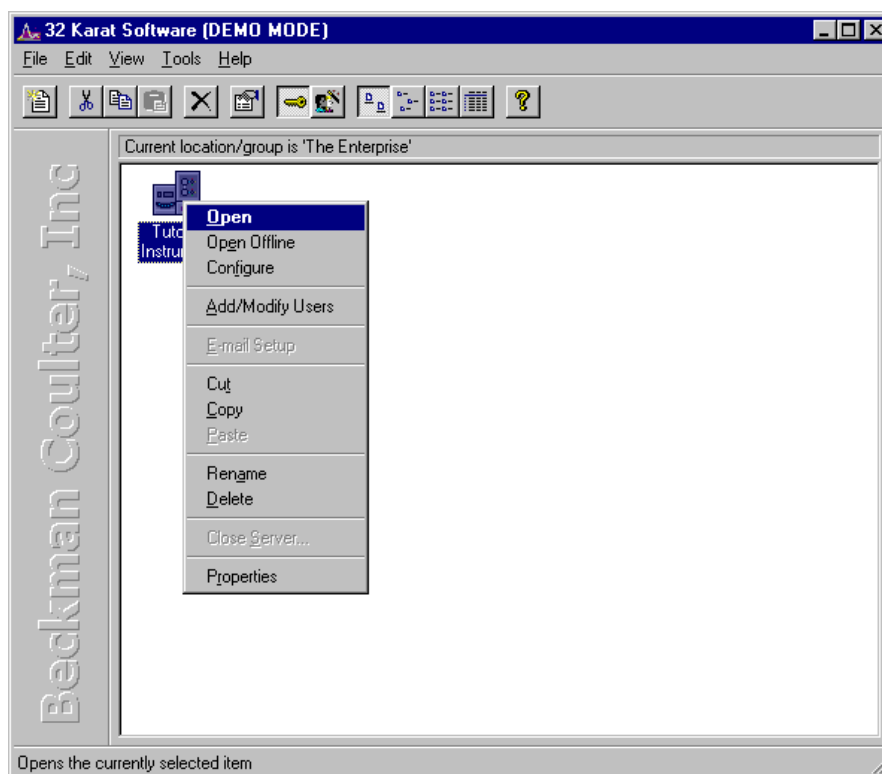 32 Karat Software (DEMO MODE)
File Edit View Tools Help
Current location/group is 'The Enterprise'
Beckman Coulter, Inc
Open
Open Offline
Configure
Add/Modify Users
E-mail Setup
Cut
Copy
Paste
Rename
Delete
Close Server...
Properties
Opens the currently selected item